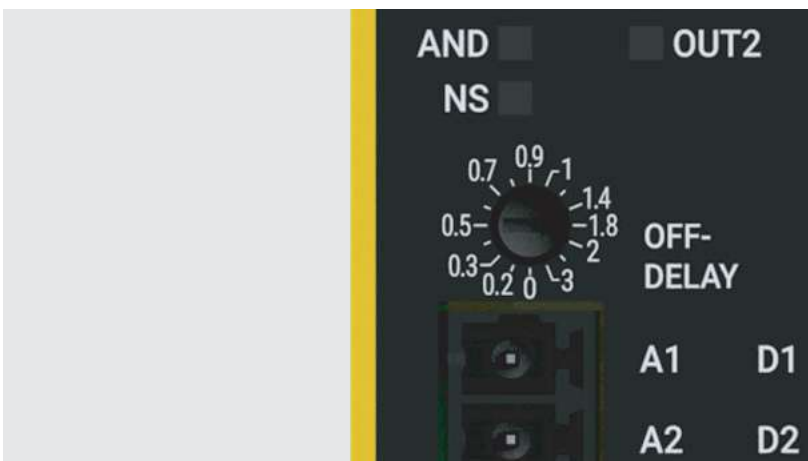 AND OUT2
NS
0.7 0.9 1
1.4
0.5 1.8
2
0.3 0.2 0 3
OFF-
DELAY
A1 D1
A2 D2